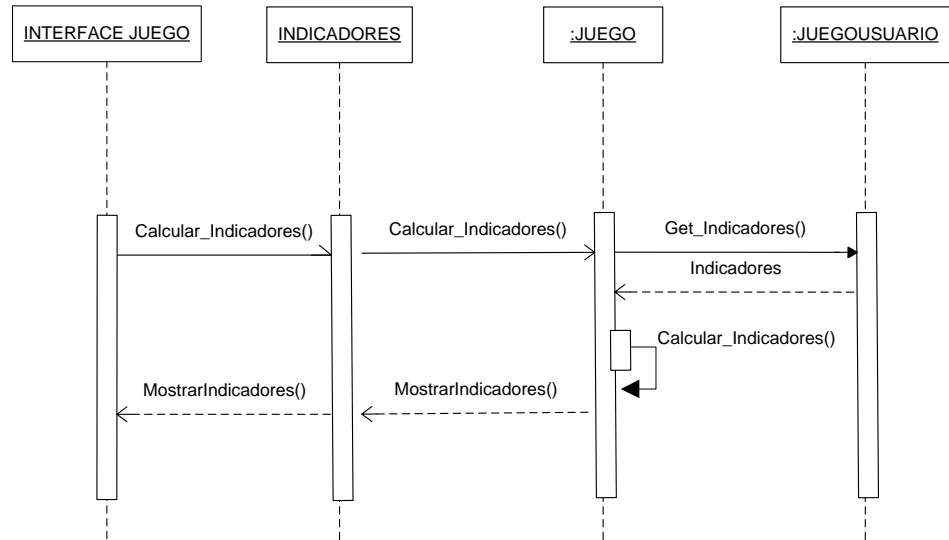 INTERFACE JUEGO
INDICADORES
:JUEGO
:JUEGOUSUARIO
Calcular_Indicadores()
Calcular_Indicadores()
Get_Indicadores()
Indicadores
Calcular_Indicadores()
MostrarIndicadores()
MostrarIndicadores()